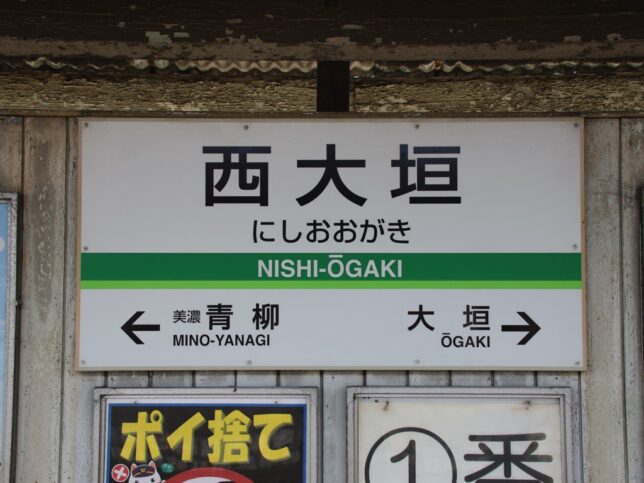 西大垣
にしおおがき
NISHI-ŌGAKI
← 美濃青柳 大垣 →
MINO-YANAGI ŌGAKI
ポイ捨て
① 番